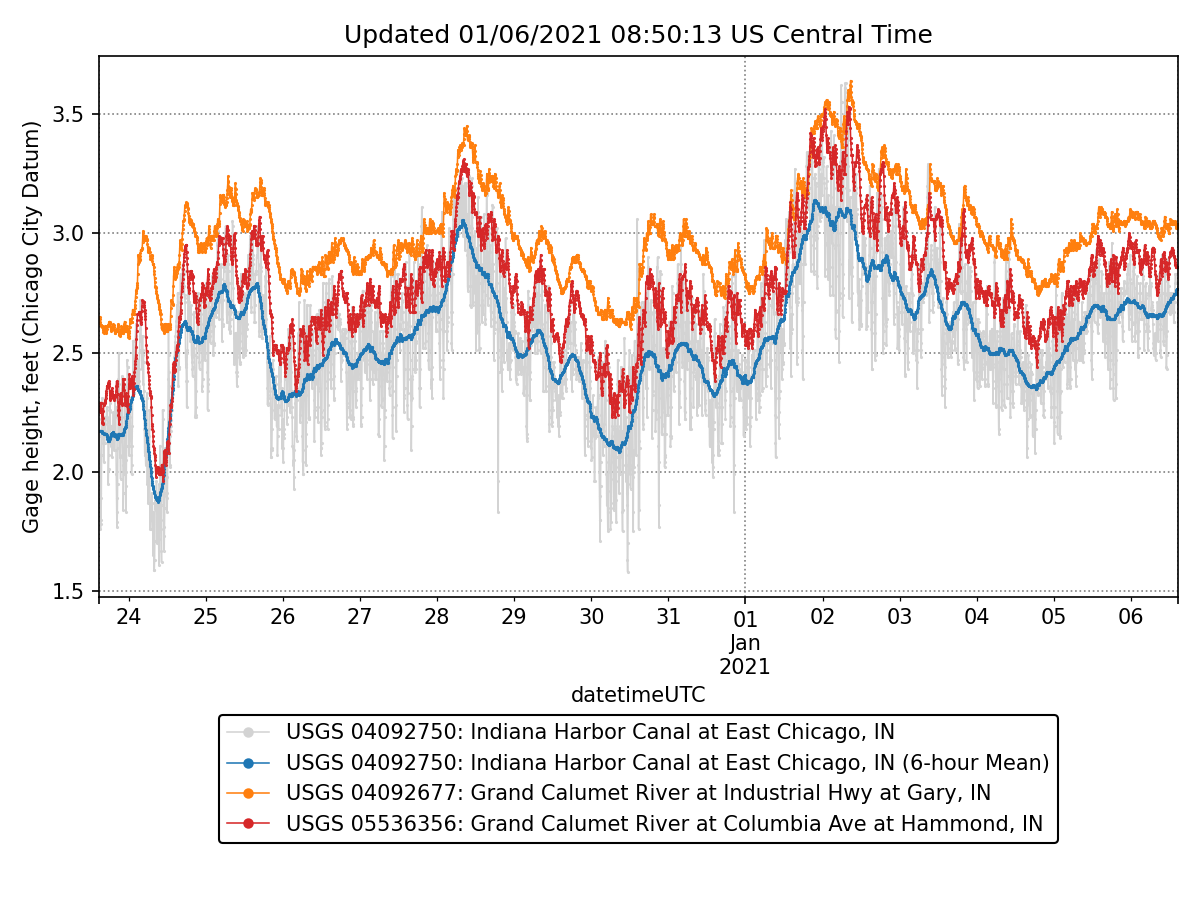 Updated 01/06/2021 08:50:13 US Central Time
Gage height, feet (Chicago City Datum)
3.5
3.0
2.5
2.0
1.5
24 25 26 27 28 29 30 31 01 02 03 04 05 06
Jan
2021
datetimeUTC
USGS 04092750: Indiana Harbor Canal at East Chicago, IN
USGS 04092750: Indiana Harbor Canal at East Chicago, IN (6-hour Mean)
USGS 04092677: Grand Calumet River at Industrial Hwy at Gary, IN
USGS 05536356: Grand Calumet River at Columbia Ave at Hammond, IN